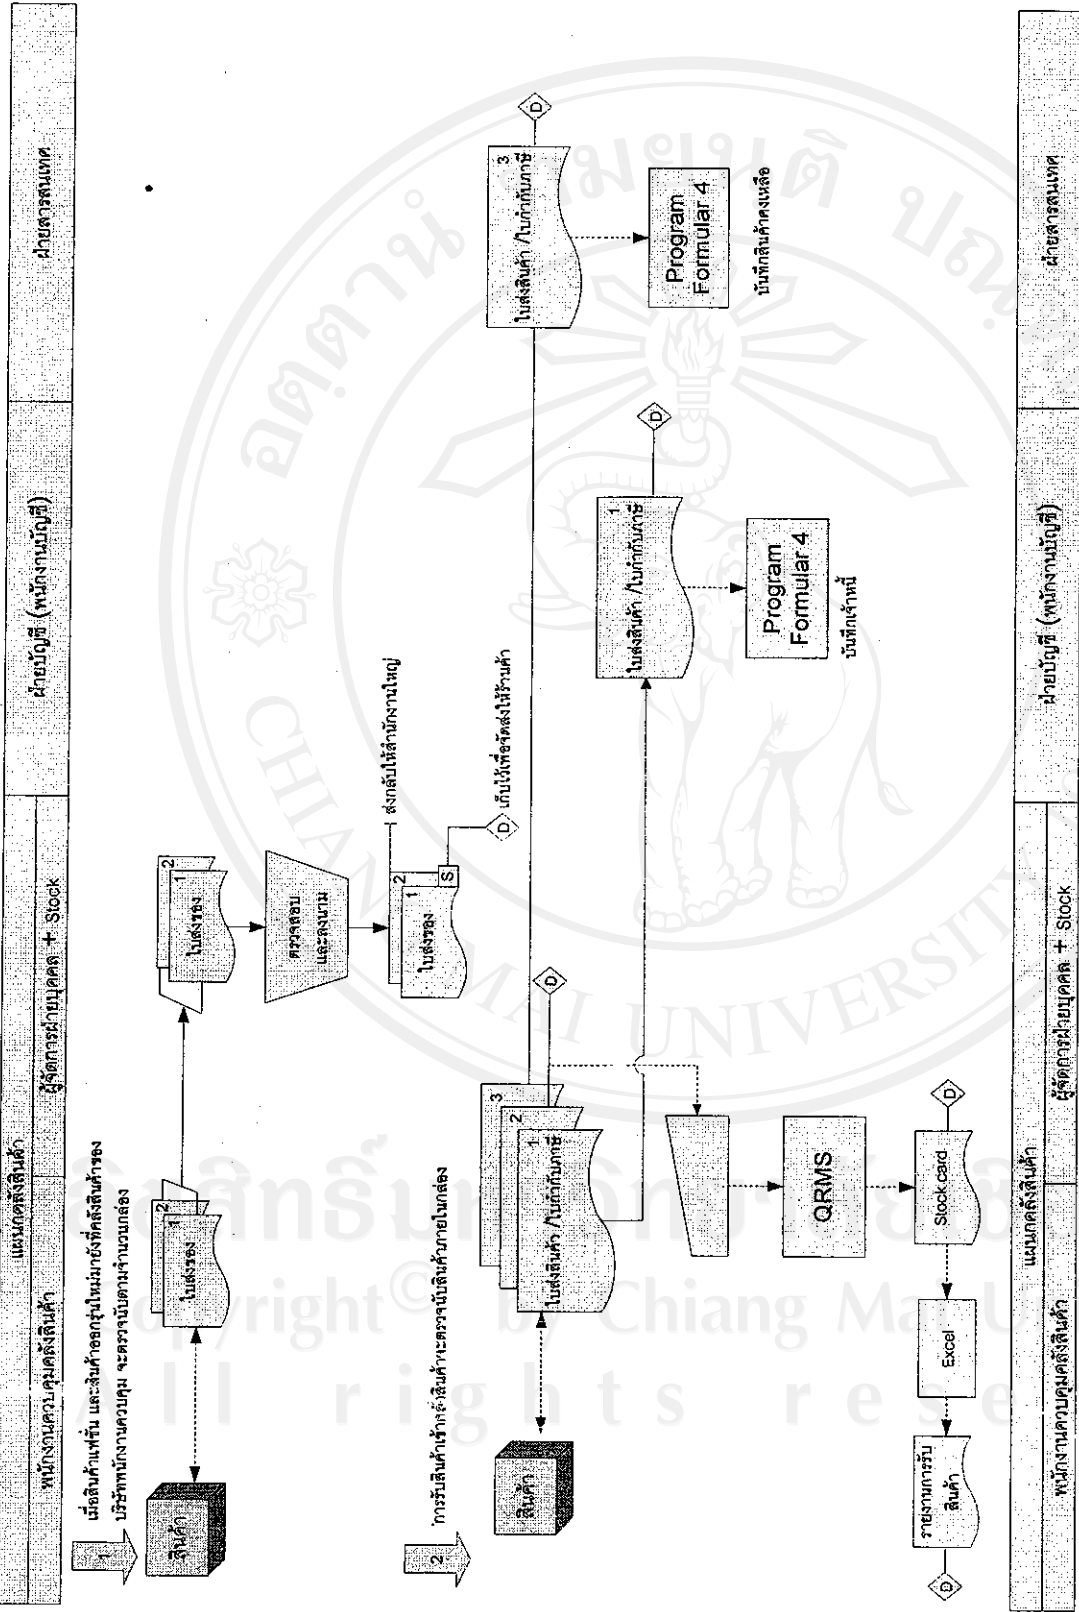 แผนกคลังสินค้า
ฝ่ายบัญชี (พนักงานบัญชี)
ฝ่ายสารสนเทศ
พนักงานควบคุมคลังสินค้า
ผู้จัดการฝ่ายบุคคล + Stock
1
เมื่อสินค้าแฟชั่น และสินค้าออกรุ่นใหม่มายังที่คลังสินค้าของ
บริษัทพนักงานควบคุม จะตรวจนับตามจำนวนกล่อง
สินค้า
2
1
ใบส่งของ
2
1
ใบส่งของ
ตรวจสอบ
และลงนาม
2
1
ใบส่งของ
S
ส่งกลับให้สำนักงานใหญ่
D
เก็บไว้เพื่อจัดส่งให้ร้านค้า
2
การรับสินค้าเข้าคลังสินค้าจะตรวจนับสินค้าภายในกล่อง
สินค้า
3
2
1
ใบส่งสินค้า /ใบกำกับภาษี
D
3
ใบส่งสินค้า /ใบกำกับภาษี
D
Program
Formular 4
บันทึกสินค้าคงเหลือ
1
ใบส่งสินค้า /ใบกำกับภาษี
D
Program
Formular 4
บันทึกเจ้าหนี้
QRMS
Stock card
D
Excel
รายงานการรับ
สินค้า
D
แผนกคลังสินค้า
ฝ่ายบัญชี (พนักงานบัญชี)
ฝ่ายสารสนเทศ
พนักงานควบคุมคลังสินค้า
ผู้จัดการฝ่ายบุคคล + Stock
CHIANG MAI UNIVERSITY
right © by Chiang Mai U
All rights rese